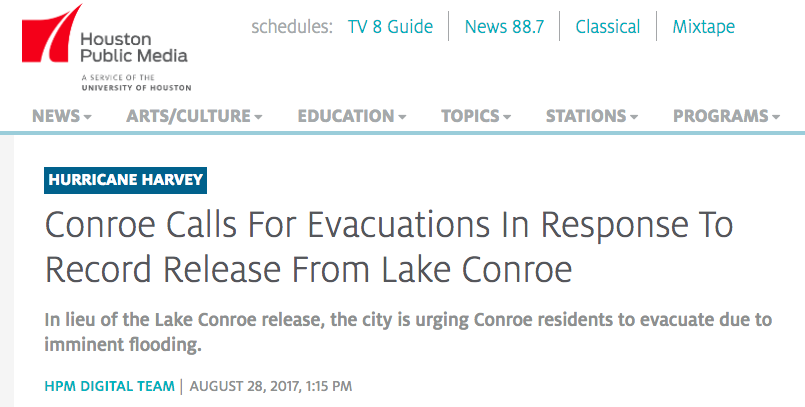 Houston
Public Media
A SERVICE OF THE
UNIVERSITY OF HOUSTON
schedules: TV 8 Guide News 88.7 Classical Mixtape
NEWS ARTS/CULTURE EDUCATION TOPICS STATIONS PROGRAMS
HURRICANE HARVEY
Conroe Calls For Evacuations In Response To
Record Release From Lake Conroe
In lieu of the Lake Conroe release, the city is urging Conroe residents to evacuate due to
imminent flooding.
HPM DIGITAL TEAM | AUGUST 28, 2017, 1:15 PM